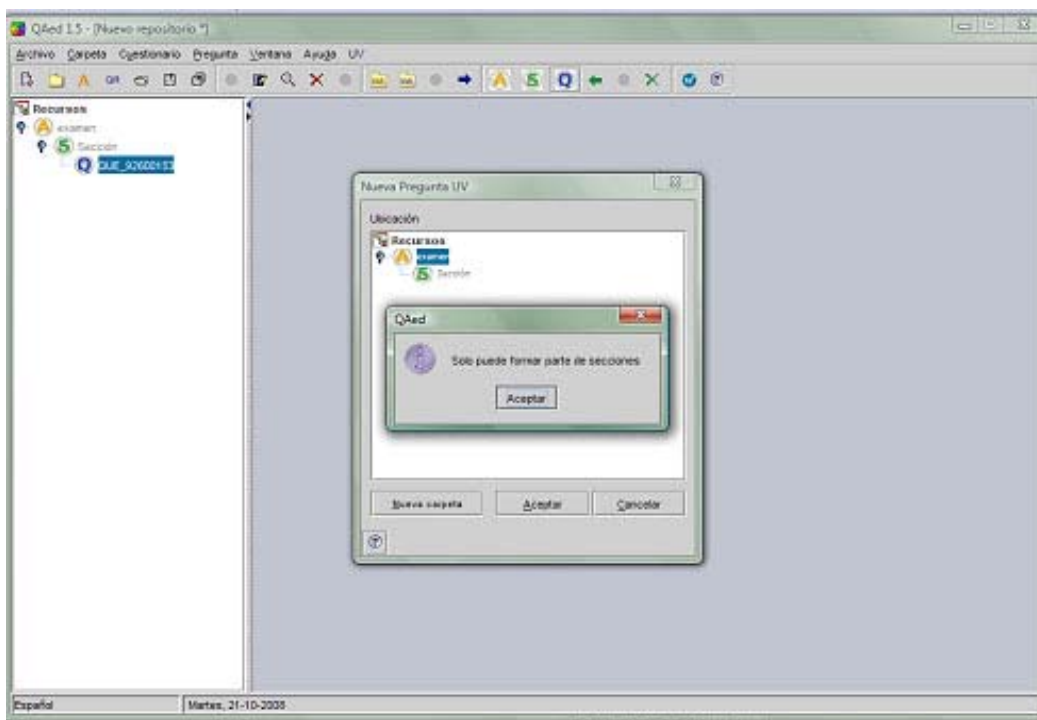 QAed 1.5 - [Nuevo repositorio *]
Archivo Carpeta Cuestionario Pregunta Ventana Ayuda UV
Recursos
examen
Sección
QUE_92600153
Nueva Pregunta UV
Ubicación
Recursos
examen
Sección
QAed
Solo puede formar parte de secciones
Aceptar
Nueva carpeta Aceptar Cancelar
Español Martes, 21-10-2008